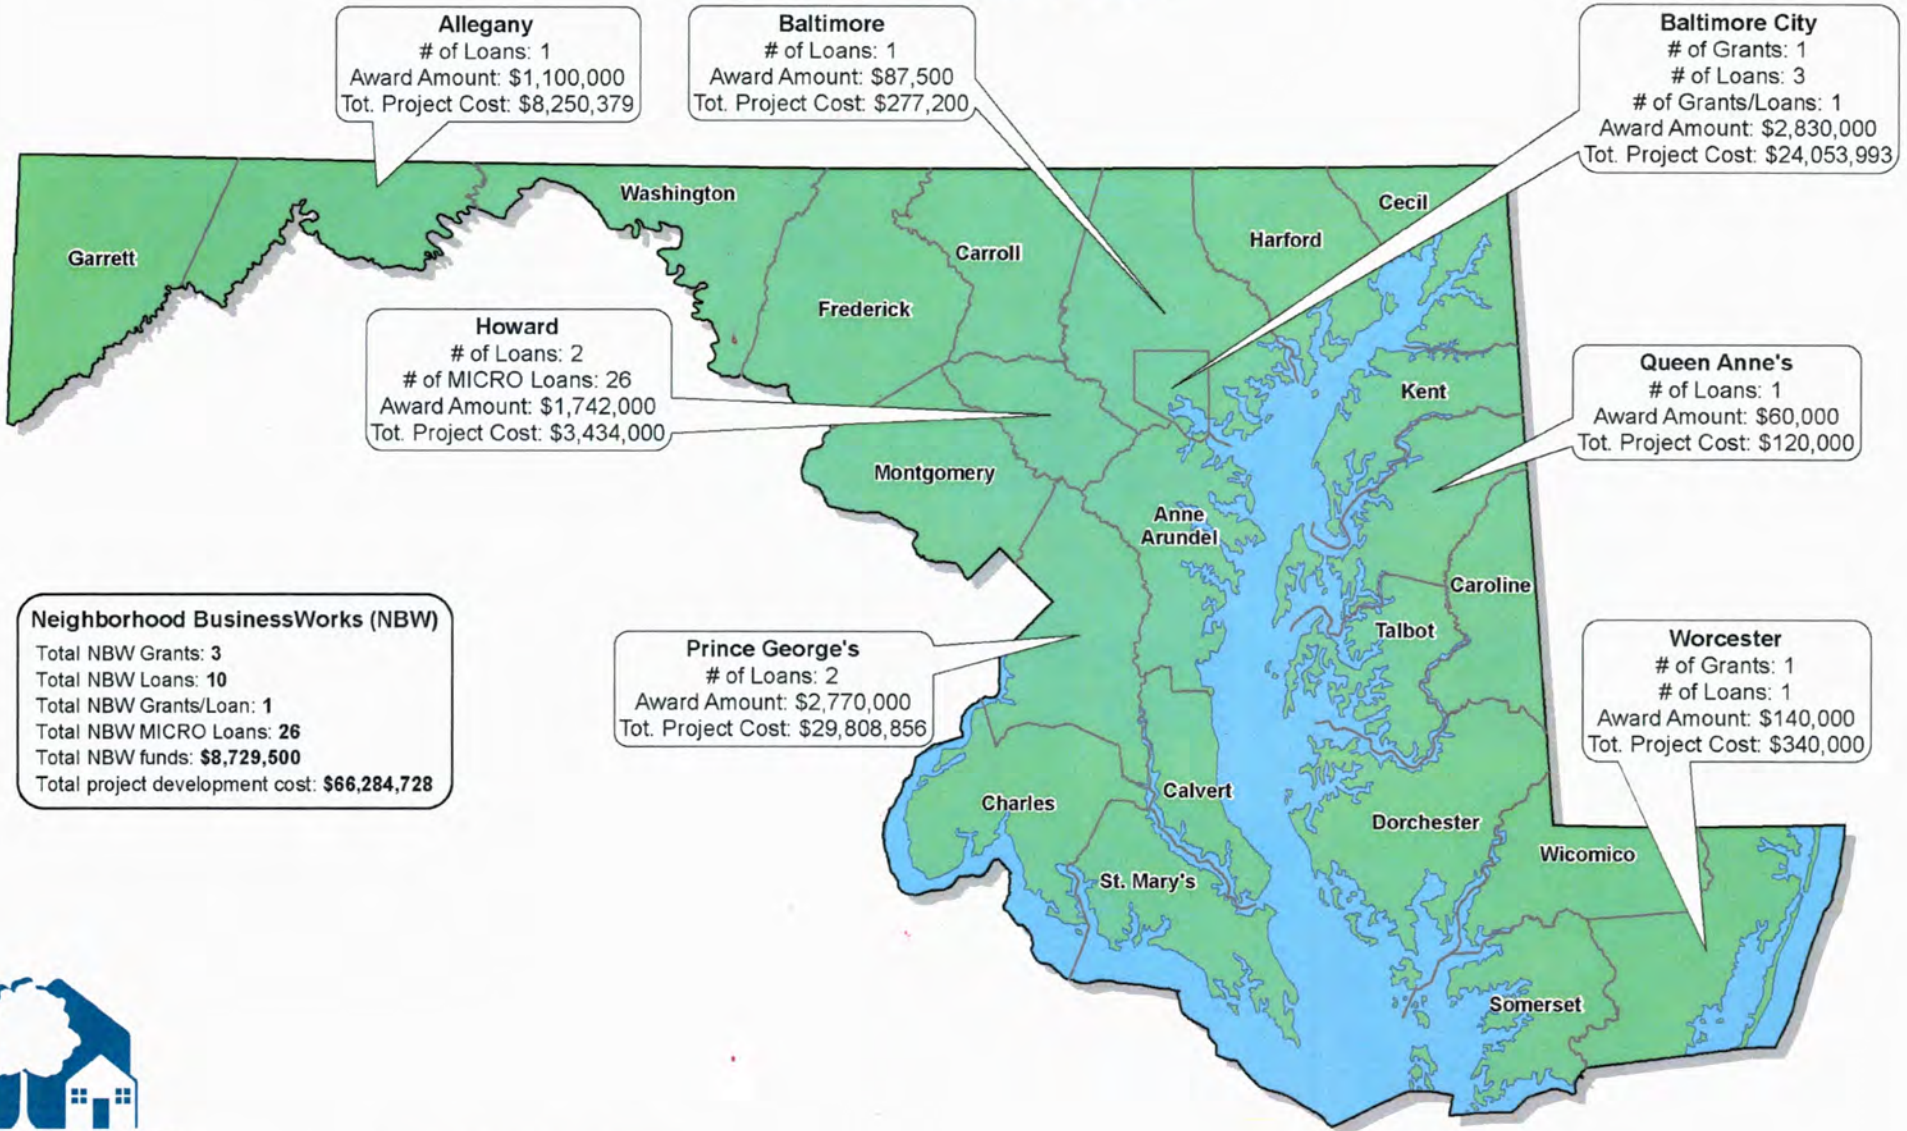 Allegany
# of Loans: 1
Award Amount: $1,100,000
Tot. Project Cost: $8,250,379
Baltimore
# of Loans: 1
Award Amount: $87,500
Tot. Project Cost: $277,200
Baltimore City
# of Grants: 1
# of Loans: 3
# of Grants/Loans: 1
Award Amount: $2,830,000
Tot. Project Cost: $24,053,993
Washington
Cecil
Harford
Carroll
Garrett
Frederick
Howard
# of Loans: 2
# of MICRO Loans: 26
Award Amount: $1,742,000
Tot. Project Cost: $3,434,000
Queen Anne's
# of Loans: 1
Award Amount: $60,000
Tot. Project Cost: $120,000
Kent
Montgomery
Anne
Arundel
Caroline
Talbot
Neighborhood BusinessWorks (NBW)
Total NBW Grants: 3
Total NBW Loans: 10
Total NBW Grants/Loan: 1
Total NBW MICRO Loans: 26
Total NBW funds: $8,729,500
Total project development cost: $66,284,728
Prince George's
# of Loans: 2
Award Amount: $2,770,000
Tot. Project Cost: $29,808,856
Worcester
# of Grants: 1
# of Loans: 1
Award Amount: $140,000
Tot. Project Cost: $340,000
Charles
Calvert
Dorchester
Wicomico
St. Mary's
Somerset